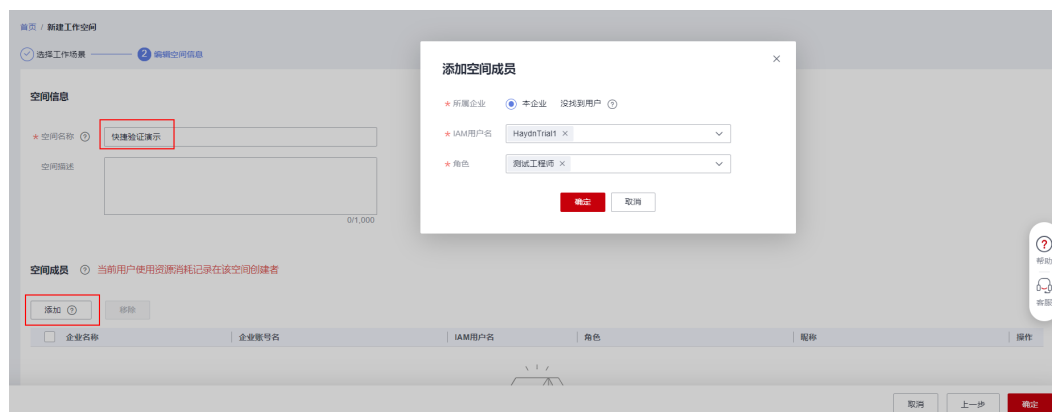 首页 / 新建工作空间
选择工作场景 2 编辑空间信息
空间信息
* 空间名称 ? 快捷验证演示
空间描述
0/1,000
添加空间成员 ×
* 所属企业 本企业 没找到用户 ?
* IAM用户名 HaydnTrial1 ×
* 角色 测试工程师 ×
确定 取消
空间成员 ? 当前用户使用资源消耗记录在该空间创建者
添加 ? 移除
企业名称 企业账号名 IAM用户名 角色 昵称 操作
? 帮助
客服
取消 上一步 确定